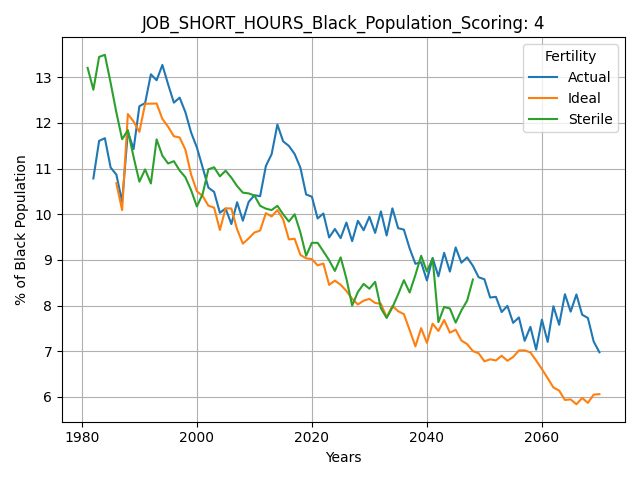 JOB_SHORT_HOURS_Black_Population_Scoring: 4
Fertility
Actual
Ideal
Sterile
% of Black Population
13
12
11
10
9
8
7
6
1980
2000
2020
2040
2060
Years